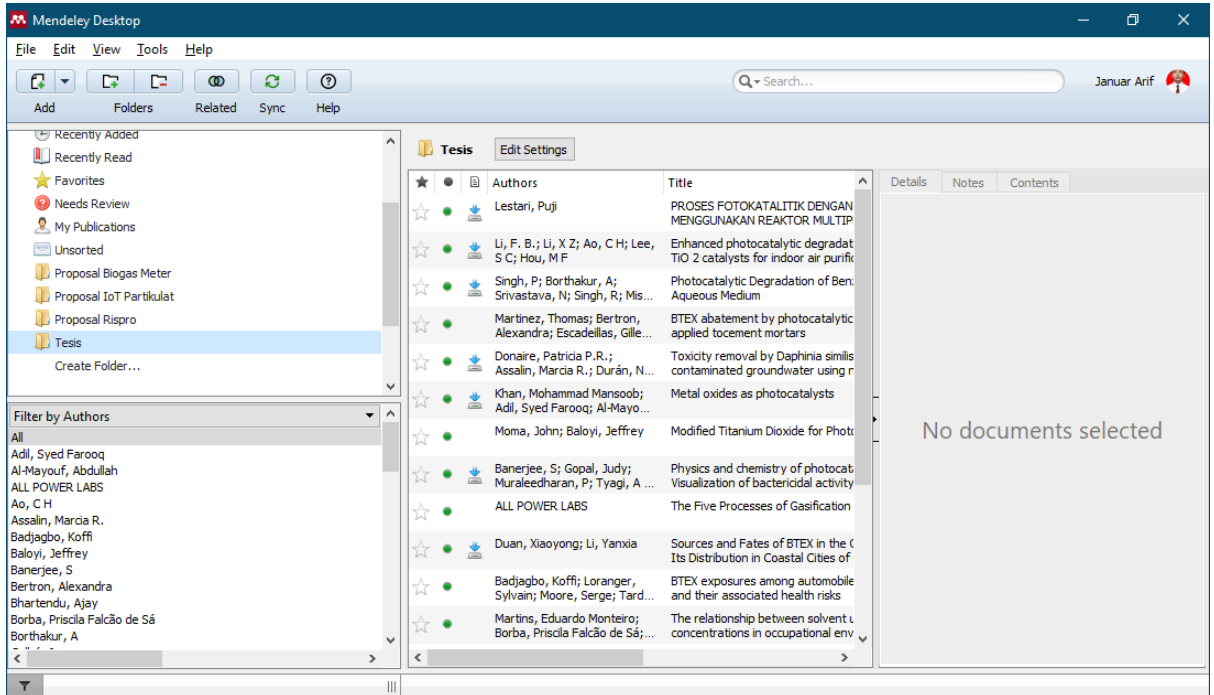 Mendeley Desktop
File Edit View Tools Help
Search...
Januar Arif
Add Folders Related Sync Help
Recently Added
Recently Read
Favorites
Needs Review
My Publications
Unsorted
Proposal Biogas Meter
Proposal IoT Partikulat
Proposal Rispro
Tesis
Create Folder...
Filter by Authors
All
Adil, Syed Farooq
Al-Mayouf, Abdullah
ALL POWER LABS
Ao, C H
Assalin, Marcia R.
Badjagbo, Koffi
Baloyi, Jeffrey
Banerjee, S
Bertron, Alexandra
Bhartendu, Ajay
Borba, Priscila Falcão de Sá
Borthakur, A
Tesis Edit Settings
Authors Title
Lestari, Puji PROSES FOTOKATALITIK DENGAN
MENGGUNAKAN REAKTOR MULTIP
Li, F. B.; Li, X Z; Ao, C H; Lee, Enhanced photocatalytic degradat
S C; Hou, M F TiO 2 catalysts for indoor air purific
Singh, P; Borthakur, A; Photocatalytic Degradation of Ben
Srivastava, N; Singh, R; Mis... Aqueous Medium
Martinez, Thomas; Bertron, BTEX abatement by photocatalytic
Alexandra; Escadeillas, Gille... applied tocement mortars
Donaire, Patricia P.R.; Toxicity removal by Daphinia similis
Assalin, Marcia R.; Durán, N... contaminated groundwater using
Khan, Mohammad Mansoob; Metal oxides as photocatalysts
Adil, Syed Farooq; Al-Mayo...
Moma, John; Baloyi, Jeffrey Modified Titanium Dioxide for Photo
Banerjee, S; Gopal, Judy; Physics and chemistry of photocata
Muraleedharan, P; Tyagi, A ... Visualization of bactericidal activity
ALL POWER LABS The Five Processes of Gasification
Duan, Xiaoyong; Li, Yanxia Sources and Fates of BTEX in the
Its Distribution in Coastal Cities of
Badjagbo, Koffi; Loranger, BTEX exposures among automobile
Sylvain; Moore, Serge; Tard... and their associated health risks
Martins, Eduardo Monteiro; The relationship between solvent u
Borba, Priscila Falcão de Sá;... concentrations in occupational env
Details Notes Contents
No documents selected